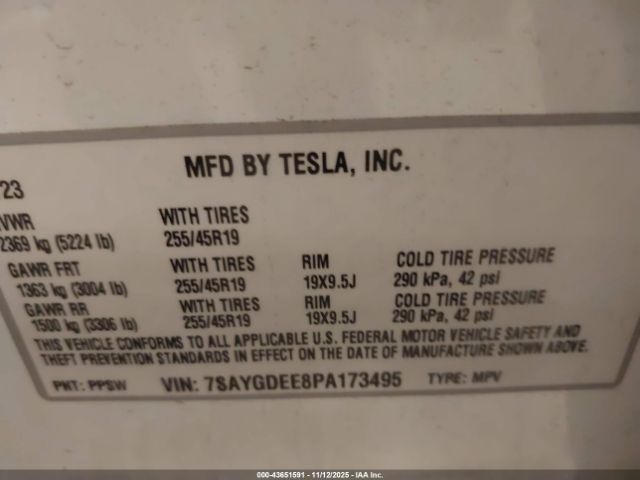 MFD BY TESLA, INC.
/23
VWR WITH TIRES
2369 kg (5224 lb) 255/45R19
GAWR FRT WITH TIRES RIM COLD TIRE PRESSURE
1363 kg (3004 lb) 255/45R19 19X9.5J 290 kPa, 42 psi
GAWR RR WITH TIRES RIM COLD TIRE PRESSURE
1500 kg (3306 lb) 255/45R19 19X9.5J 290 kPa, 42 psi
THIS VEHICLE CONFORMS TO ALL APPLICABLE U.S. FEDERAL MOTOR VEHICLE SAFETY AND
THEFT PREVENTION STANDARDS IN EFFECT ON THE DATE OF MANUFACTURE SHOWN ABOVE.
PNT: PPSW VIN: 7SAYGDEE8PA173495 TYPE: MPV
000-43651591 - 11/12/2025 - IAA Inc.